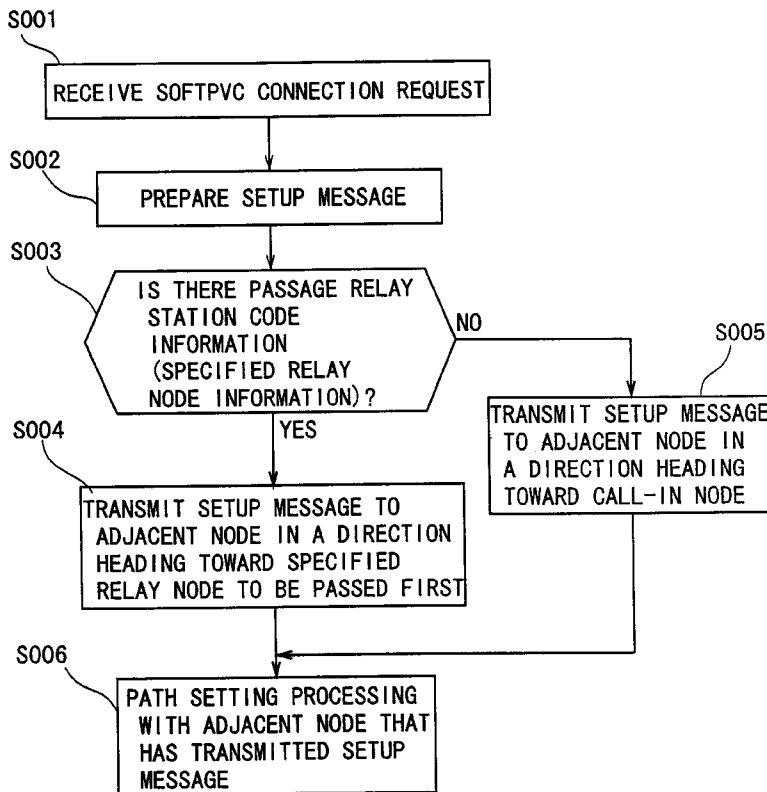 S001
RECEIVE SOFTPVC CONNECTION REQUEST
S002
PREPARE SETUP MESSAGE
S003
IS THERE PASSAGE RELAY
STATION CODE
INFORMATION
(SPECIFIED RELAY
NODE INFORMATION)?
NO
YES
S005
TRANSMIT SETUP MESSAGE
TO ADJACENT NODE IN
A DIRECTION HEADING
TOWARD CALL-IN NODE
S004
TRANSMIT SETUP MESSAGE TO
ADJACENT NODE IN A DIRECTION
HEADING TOWARD SPECIFIED
RELAY NODE TO BE PASSED FIRST
S006
PATH SETTING PROCESSING
WITH ADJACENT NODE THAT
HAS TRANSMITTED SETUP
MESSAGE